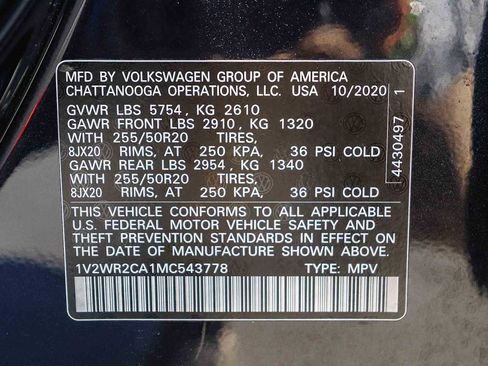 MFD BY VOLKSWAGEN GROUP OF AMERICA
CHATTANOOGA OPERATIONS, LLC. USA 10/2020
GVWR LBS 5754, KG 2610
GAWR FRONT LBS 2910, KG 1320
WITH 255/50R20 TIRES,
8JX20 RIMS, AT 250 KPA, 36 PSI COLD
GAWR REAR LBS 2954, KG 1340
WITH 255/50R20 TIRES,
8JX20 RIMS, AT 250 KPA, 36 PSI COLD
THIS VEHICLE CONFORMS TO ALL APPLICABLE
U.S. FEDERAL MOTOR VEHICLE SAFETY AND
THEFT PREVENTION STANDARDS IN EFFECT ON
THE DATE OF MANUFACTURE SHOWN ABOVE.
1V2WR2CA1MC543778 TYPE: MPV
4430497 1